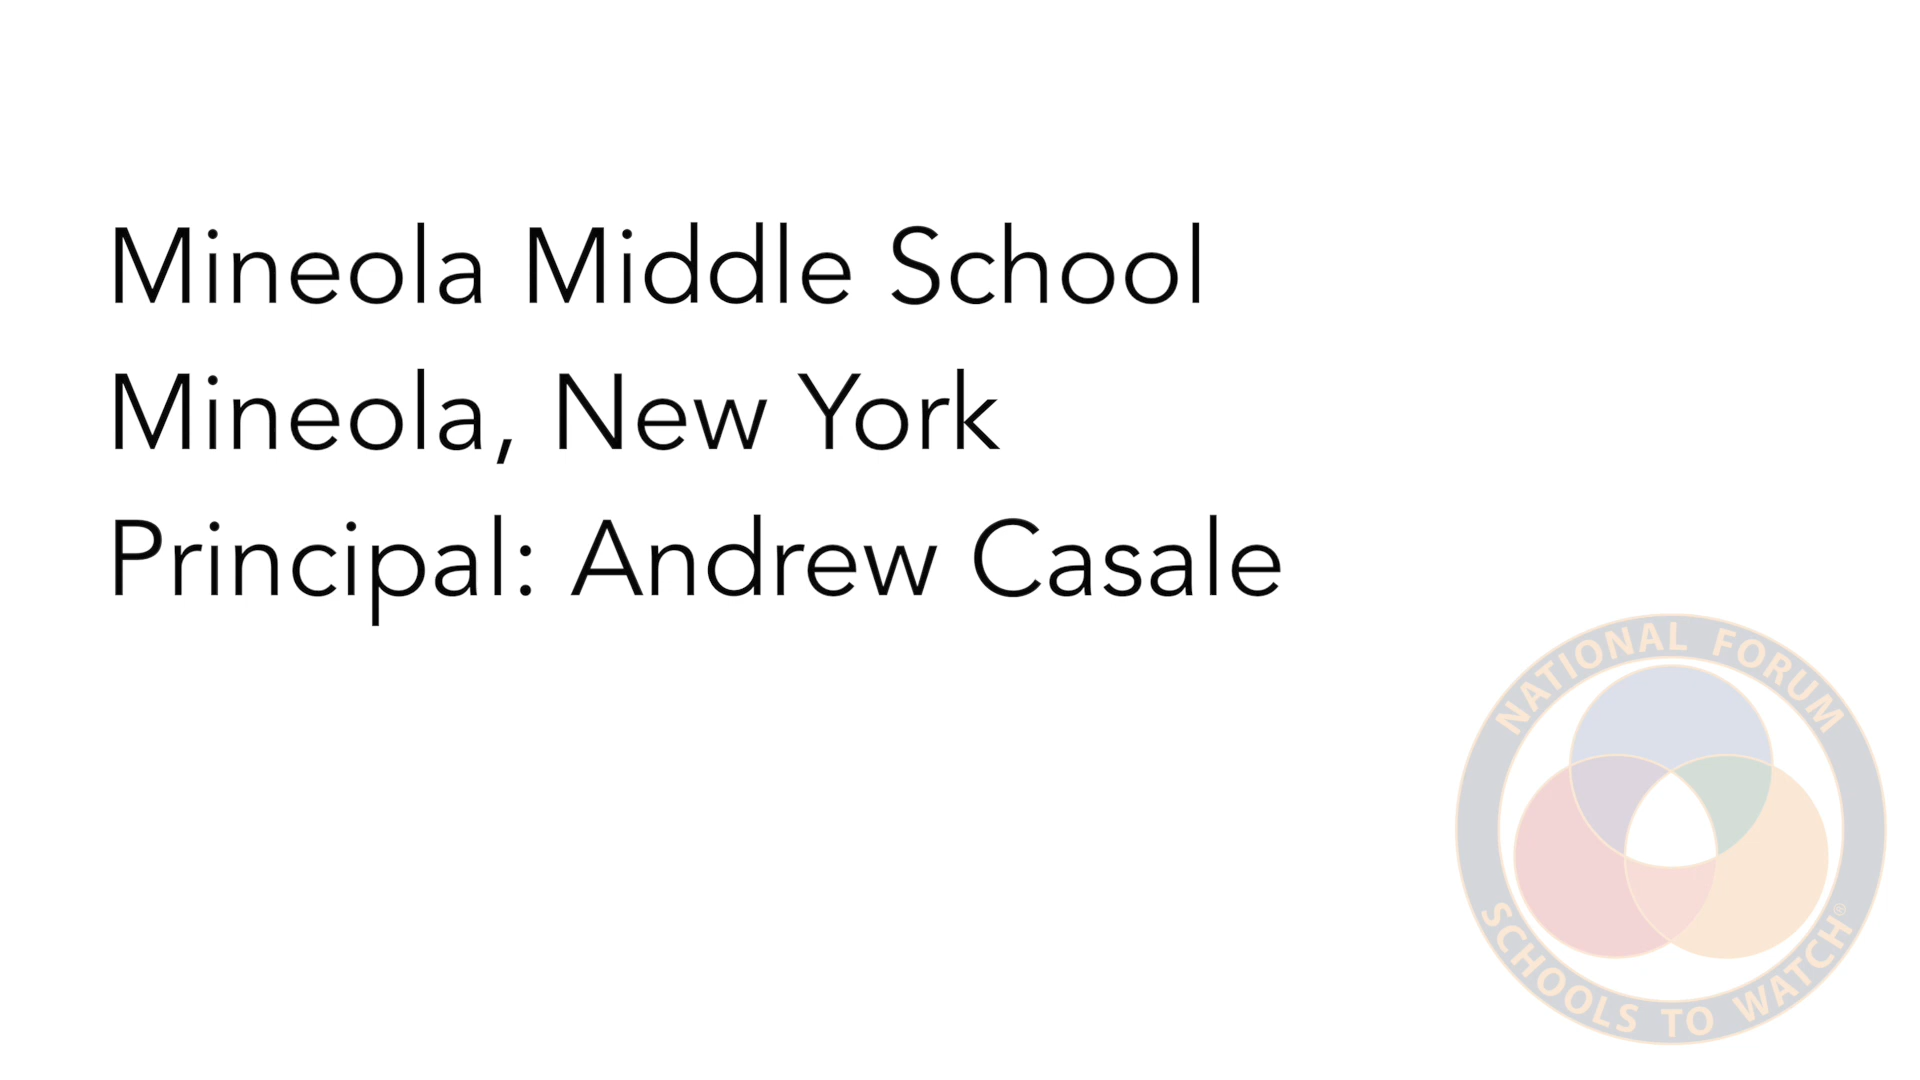 Mineola Middle School
Mineola, New York
Principal: Andrew Casale
NATIONAL FORUM
SCHOOLS TO WATCH®